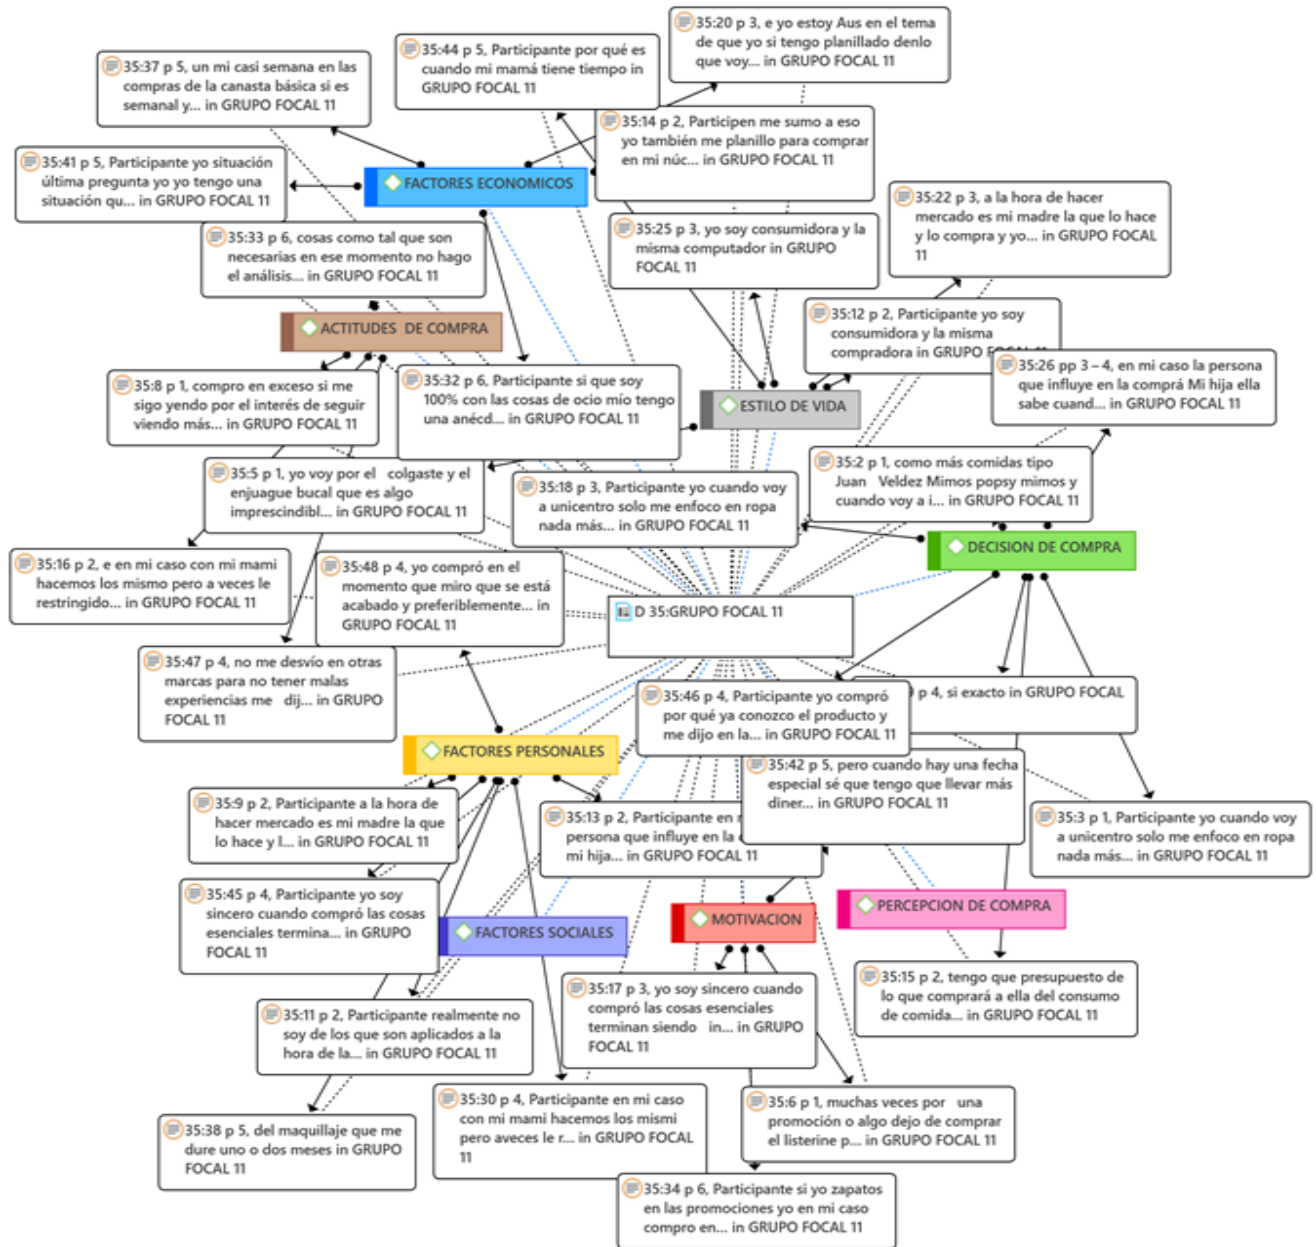 35:20 p 3, e yo estoy Aus en el tema
de que yo si tengo planillado denlo
que voy... in GRUPO FOCAL 11
35:44 p 5, Participante por qué es
cuando mi mamá tiene tiempo in
GRUPO FOCAL 11
35:37 p 5, un mi casi semana en las
compras de la canasta básica si es
semanal y... in GRUPO FOCAL 11
35:14 p 2, Participen me sumo a eso
yo también me planillo para comprar
en mi núc... in GRUPO FOCAL 11
35:41 p 5, Participante yo situación
última pregunta yo yo tengo una
situación qu... in GRUPO FOCAL 11
FACTORES ECONOMICOS
35:22 p 3, a la hora de hacer
mercado es mi madre la que lo hace
y lo compra y yo... in GRUPO FOCAL
11
35:25 p 3, yo soy consumidora y la
misma computador in GRUPO
FOCAL 11
35:33 p 6, cosas como tal que son
necesarias en ese momento no hago
el análisis... in GRUPO FOCAL 11
35:12 p 2, Participante yo soy
consumidora y la misma
compradora in GRUPO
ACTITUDES DE COMPRA
35:26 pp 3 – 4, en mi caso la persona
que influye en la comprá Mi hija ella
sabe cuand... in GRUPO FOCAL 11
35:8 p 1, compro en exceso si me
sigo yendo por el interés de seguir
viendo más... in GRUPO FOCAL 11
35:32 p 6, Participante si que soy
100% con las cosas de ocio mío tengo
una anécd... in GRUPO FOCAL 11
ESTILO DE VIDA
35:5 p 1, yo voy por el colgaste y el
enjuague bucal que es algo
imprescindibl... in GRUPO FOCAL 11
35:18 p 3, Participante yo cuando voy
a unicentro solo me enfoco en ropa
nada más... in GRUPO FOCAL 11
35:2 p 1, como más comidas tipo
Juan Veldez Mimos popsy mimos y
cuando voy a i... in GRUPO FOCAL 11
DECISION DE COMPRA
35:16 p 2, e en mi caso con mi mami
hacemos los mismo pero a veces le
restringido... in GRUPO FOCAL 11
35:48 p 4, yo compró en el
momento que miro que se está
acabado y preferiblemente... in
GRUPO FOCAL 11
D 35:GRUPO FOCAL 11
35:47 p 4, no me desvío en otras
marcas para no tener malas
experiencias me dij... in GRUPO
FOCAL 11
35:46 p 4, Participante yo compró
por qué ya conozco el producto y
me dijo en la... in GRUPO FOCAL 11
p 4, si exacto in GRUPO FOCAL
FACTORES PERSONALES
35:42 p 5, pero cuando hay una fecha
especial sé que tengo que llevar más
diner... in GRUPO FOCAL 11
35:9 p 2, Participante a la hora de
hacer mercado es mi madre la que
lo hace y l... in GRUPO FOCAL 11
35:13 p 2, Participante en
persona que influye en la
mi hija... in GRUPO FOCAL 11
35:3 p 1, Participante yo cuando voy
a unicentro solo me enfoco en ropa
nada más... in GRUPO FOCAL 11
35:45 p 4, Participante yo soy
sincero cuando compró las cosas
esenciales termina... in GRUPO
FOCAL 11
FACTORES SOCIALES
MOTIVACION
PERCEPCION DE COMPRA
35:17 p 3, yo soy sincero cuando
compró las cosas esenciales
terminan siendo in... in GRUPO
FOCAL 11
35:15 p 2, tengo que presupuesto de
lo que comprará a ella del consumo
de comida... in GRUPO FOCAL 11
35:11 p 2, Participante realmente no
soy de los que son aplicados a la
hora de la... in GRUPO FOCAL 11
35:30 p 4, Participante en mi caso
con mi mami hacemos los mismi
pero aveces le r... in GRUPO FOCAL
11
35:6 p 1, muchas veces por una
promoción o algo dejo de comprar
el listerine p... in GRUPO FOCAL 11
35:38 p 5, del maquillaje que me
dure uno o dos meses in GRUPO
FOCAL 11
35:34 p 6, Participante si yo zapatos
en las promociones yo en mi caso
compro en... in GRUPO FOCAL 11